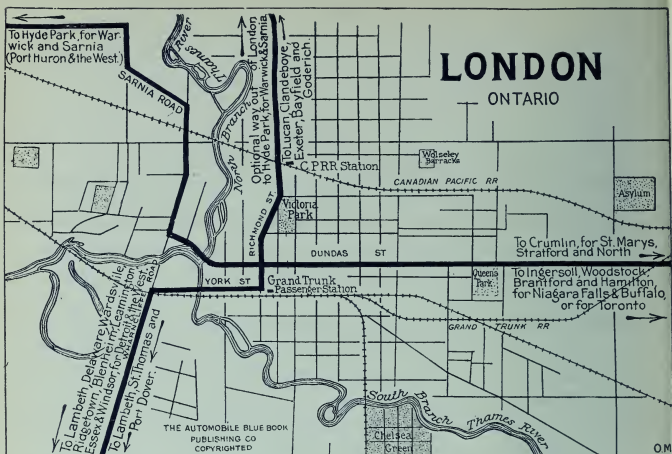 To Hyde Park, for War-
wick and Sarnia
(Port Huron & the West.)
SARNIA ROAD
Thames
River
North Branch
Optional way out of London
to Hyde Park, for Warwick & Sarnia
To Lucan, Clandeboye,
Exeter, Bayfield and
Goderich.
LONDON
ONTARIO
C.P.RR Station
Wolseley
Barracks
CANADIAN PACIFIC RR
Asylum
Victoria
Park
RICHMOND ST.
DUNDAS ST
To Crumlin, for St. Marys,
Stratford and North
YORK ST
Grand Trunk
Passenger Station
Queens
Park
To Ingersoll, Woodstock,
Brantford and Hamilton,
for Niagara Falls & Buffalo,
or for Toronto
GRAND TRUNK RR
ROAD
To Lambeth, Delaware, Wardsville,
Ridgetown, Blenheim, Leamington,
Essex & Windsor, for Detroit & the West.
To Lambeth, St. Thomas and
Port Dover.
South Branch Thames River
Chelsea
Green
THE AUTOMOBILE BLUE BOOK
PUBLISHING CO
COPYRIGHTED
O.M